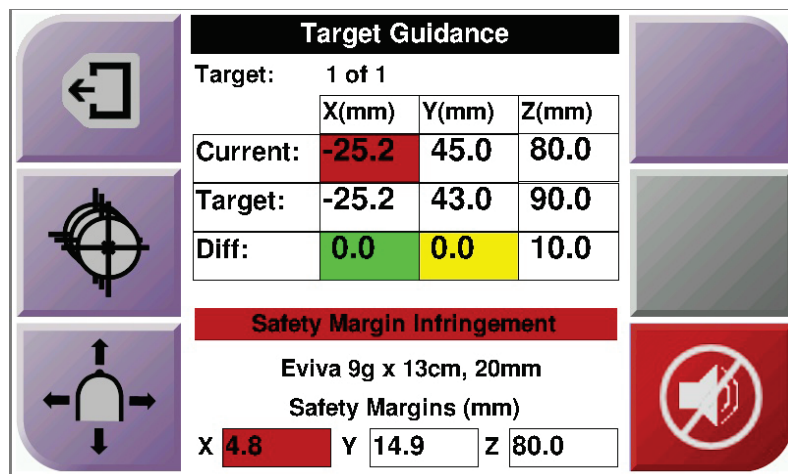 Target Guidance
Target: 1 of 1
X(mm) Y(mm) Z(mm)
Current: -25.2 45.0 80.0
Target: -25.2 43.0 90.0
Diff: 0.0 0.0 10.0
Safety Margin Infringement
Eviva 9g x 13cm, 20mm
Safety Margins (mm)
X 4.8 Y 14.9 Z 80.0